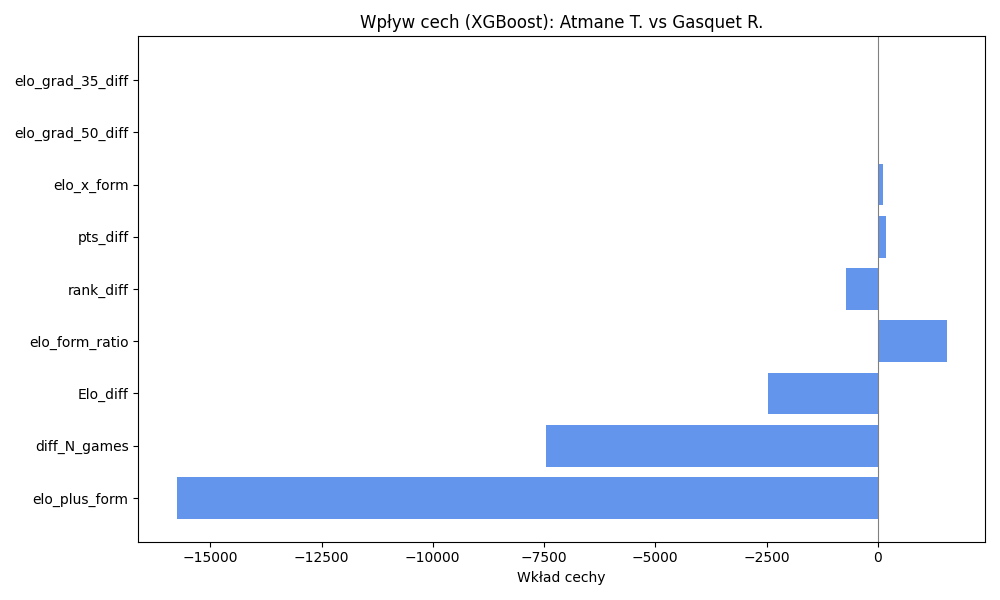 Wpływ cech (XGBoost): Atmane T. vs Gasquet R.
elo_grad_35_diff
elo_grad_50_diff
elo_x_form
pts_diff
rank_diff
elo_form_ratio
Elo_diff
diff_N_games
elo_plus_form
−15000 −12500 −10000 −7500 −5000 −2500 0
Wkład cechy